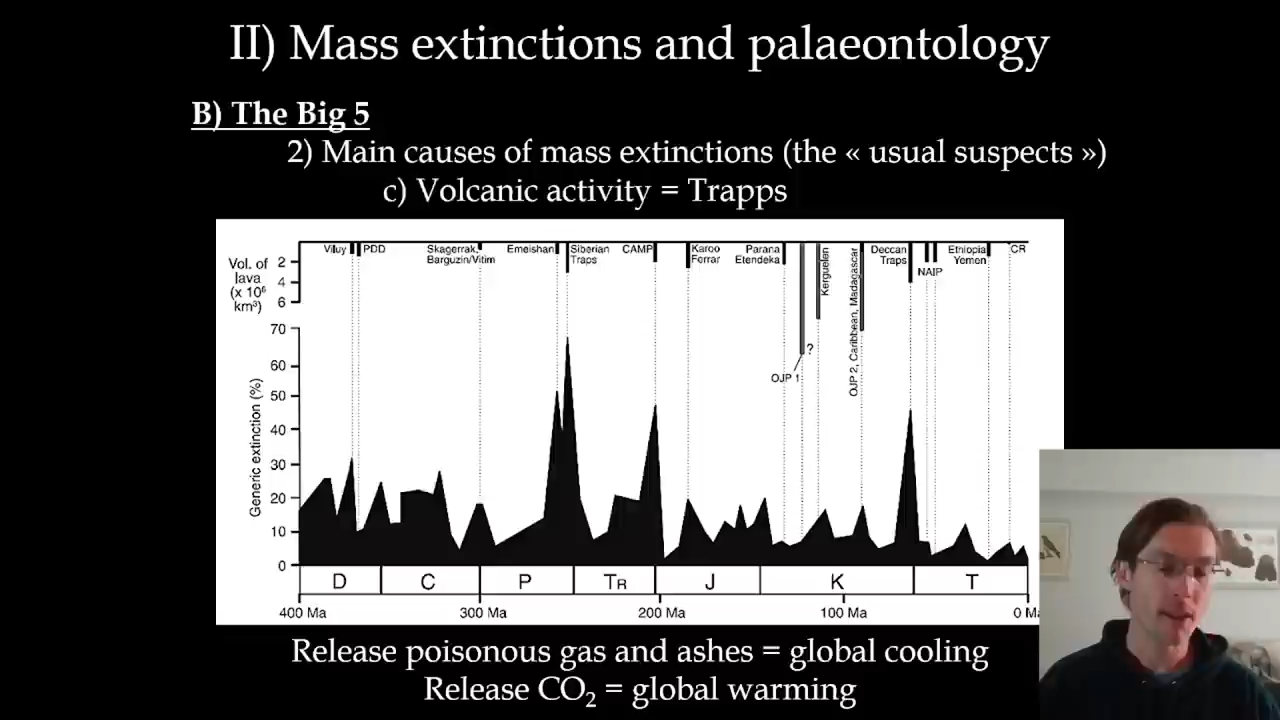 II) Mass extinctions and palaeontology
B) The Big 5
2) Main causes of mass extinctions (the « usual suspects »)
c) Volcanic activity = Trapps
Viluy
PDD
Skagerrak,
Barguzin/Vitim
Emeishan
Siberian
Traps
CAMP
Karoo
Ferrar
Parana
Etendeka
OJP 1
?
Kerguelen
OJP 2, Caribbean, Madagascar
Deccan
Traps
NAIP
Ethiopia
Yemen
CR
Vol. of
lava
(x 10⁶
km³)
2
4
6
Generic extinction (%)
70
60
50
40
30
20
10
0
D C P TR J K T
400 Ma 300 Ma 200 Ma 100 Ma 0 M
Release poisonous gas and ashes = global cooling
Release CO₂ = global warming